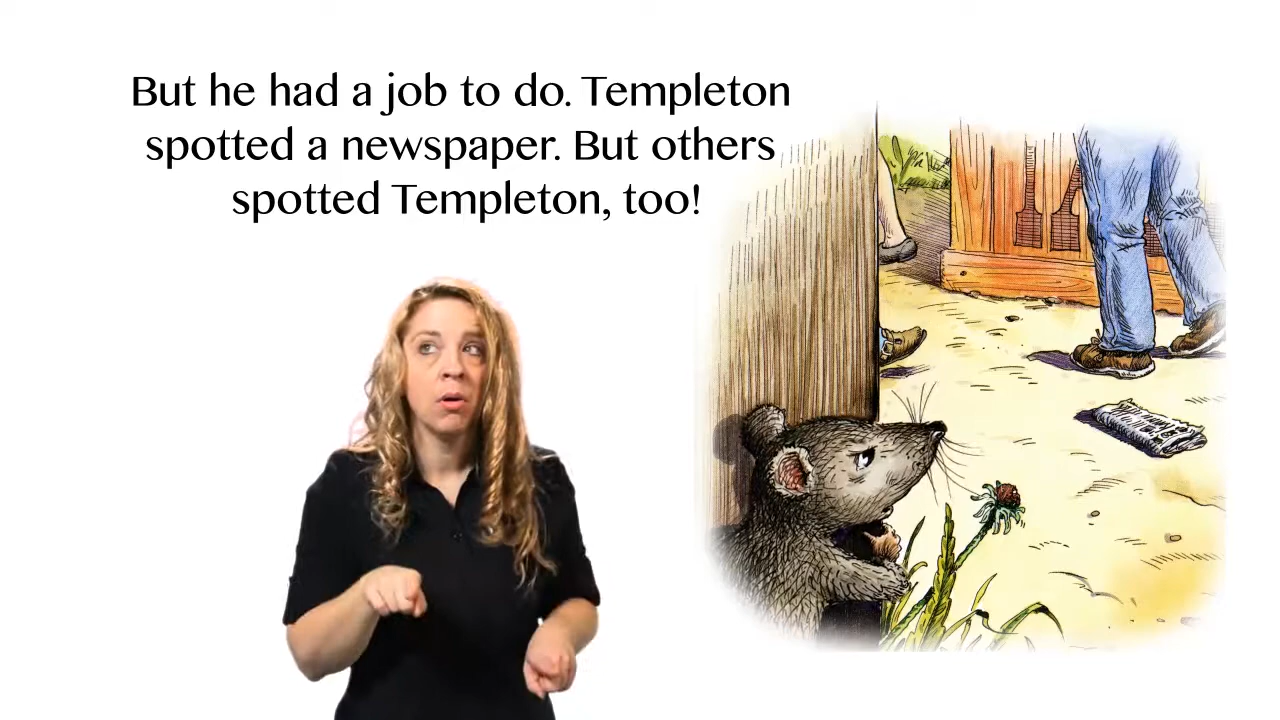 But he had a job to do. Templeton
spotted a newspaper. But others
spotted Templeton, too!